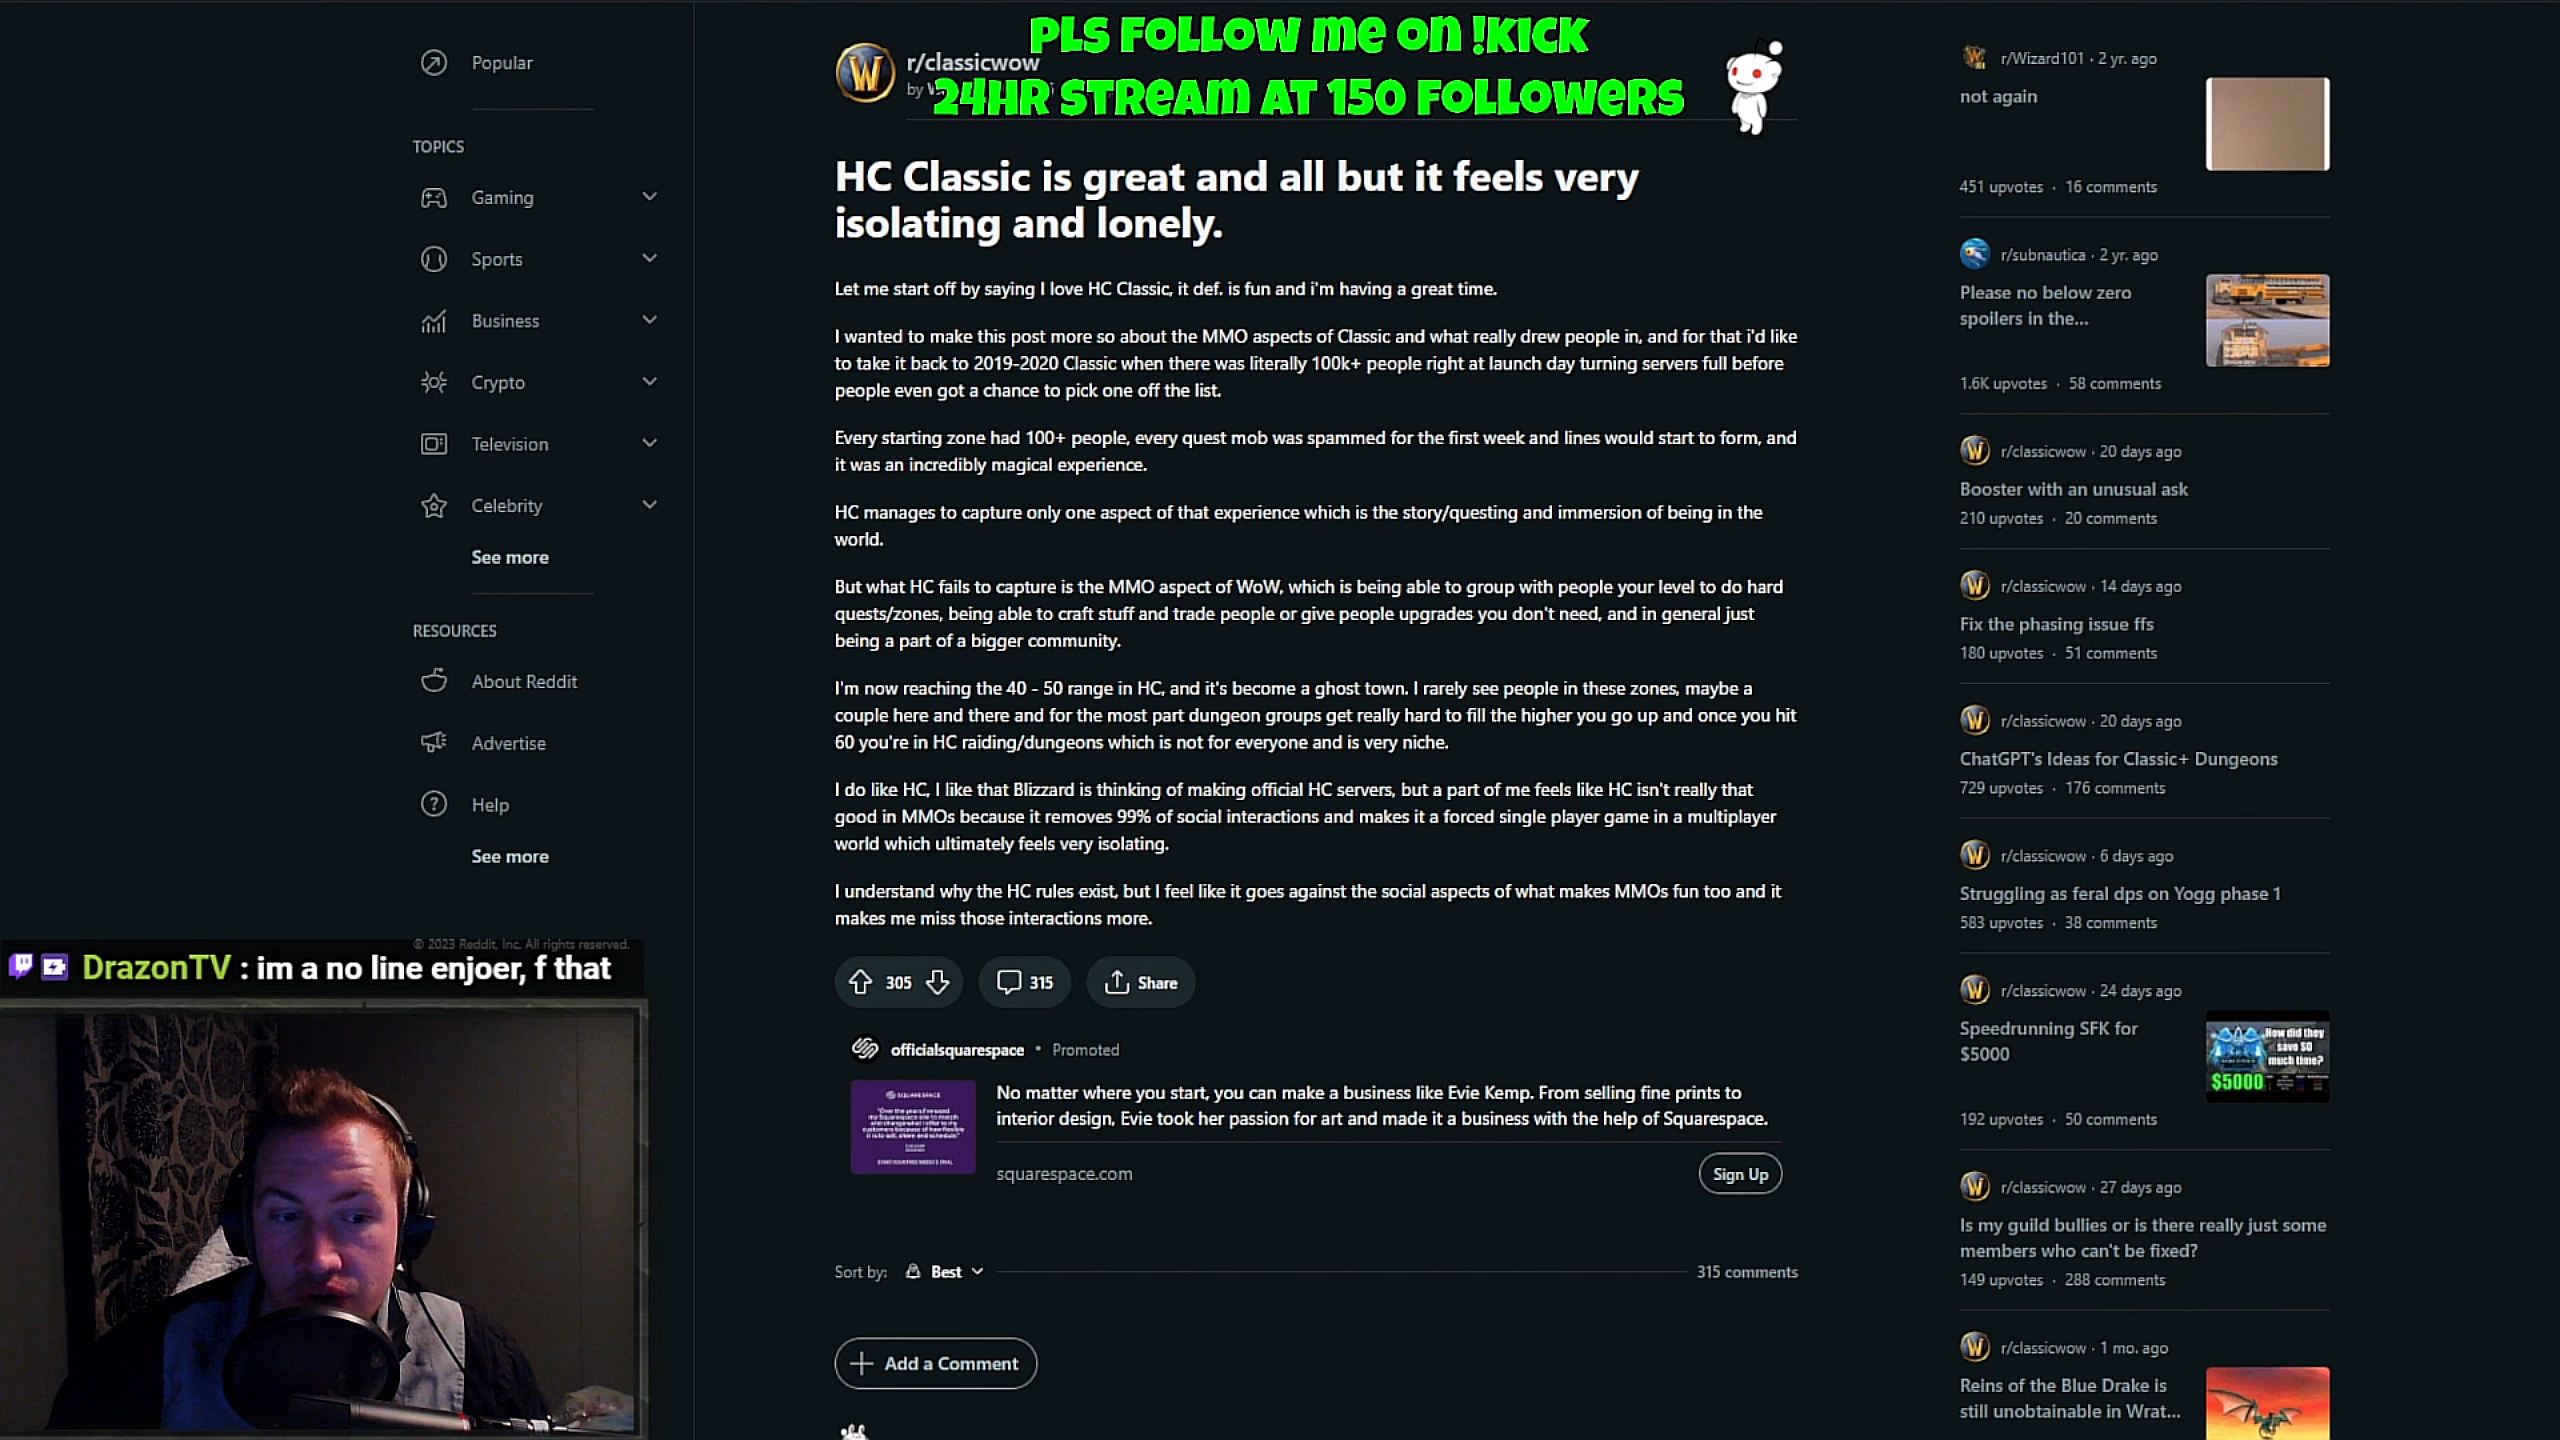 PLS FOLLOW ME ON !KICK
24HR STREAM AT 150 FOLLOWERS
Popular
TOPICS
Gaming
Sports
Business
Crypto
Television
Celebrity
See more
RESOURCES
About Reddit
Advertise
Help
See more
© 2023 Reddit, Inc. All rights reserved.
DrazonTV : im a no line enjoer, f that
r/classicwow
by
HC Classic is great and all but it feels very
isolating and lonely.
Let me start off by saying I love HC Classic, it def. is fun and i'm having a great time.
I wanted to make this post more so about the MMO aspects of Classic and what really drew people in, and for that i'd like
to take it back to 2019-2020 Classic when there was literally 100k+ people right at launch day turning servers full before
people even got a chance to pick one off the list.
Every starting zone had 100+ people, every quest mob was spammed for the first week and lines would start to form, and
it was an incredibly magical experience.
HC manages to capture only one aspect of that experience which is the story/questing and immersion of being in the
world.
But what HC fails to capture is the MMO aspect of WoW, which is being able to group with people your level to do hard
quests/zones, being able to craft stuff and trade people or give people upgrades you don't need, and in general just
being a part of a bigger community.
I'm now reaching the 40 - 50 range in HC, and it's become a ghost town. I rarely see people in these zones, maybe a
couple here and there and for the most part dungeon groups get really hard to fill the higher you go up and once you hit
60 you're in HC raiding/dungeons which is not for everyone and is very niche.
I do like HC, I like that Blizzard is thinking of making official HC servers, but a part of me feels like HC isn't really that
good in MMOs because it removes 99% of social interactions and makes it a forced single player game in a multiplayer
world which ultimately feels very isolating.
I understand why the HC rules exist, but I feel like it goes against the social aspects of what makes MMOs fun too and it
makes me miss those interactions more.
305
315
Share
officialsquarespace • Promoted
SQUARESPACE
No matter where you start, you can make a business like Evie Kemp. From selling fine prints to
interior design, Evie took her passion for art and made it a business with the help of Squarespace.
squarespace.com
Sign Up
Sort by: Best
315 comments
Add a Comment
r/Wizard101 · 2 yr. ago
not again
451 upvotes · 16 comments
r/subnautica · 2 yr. ago
Please no below zero
spoilers in the...
1.6K upvotes · 58 comments
r/classicwow · 20 days ago
Booster with an unusual ask
210 upvotes · 20 comments
r/classicwow · 14 days ago
Fix the phasing issue ffs
180 upvotes · 51 comments
r/classicwow · 20 days ago
ChatGPT's Ideas for Classic+ Dungeons
729 upvotes · 176 comments
r/classicwow · 6 days ago
Struggling as feral dps on Yogg phase 1
583 upvotes · 38 comments
r/classicwow · 24 days ago
Speedrunning SFK for
$5000
How did they
save SO
much time?
$5000
192 upvotes · 50 comments
r/classicwow · 27 days ago
Is my guild bullies or is there really just some
members who can't be fixed?
149 upvotes · 288 comments
r/classicwow · 1 mo. ago
Reins of the Blue Drake is
still unobtainable in Wrat...